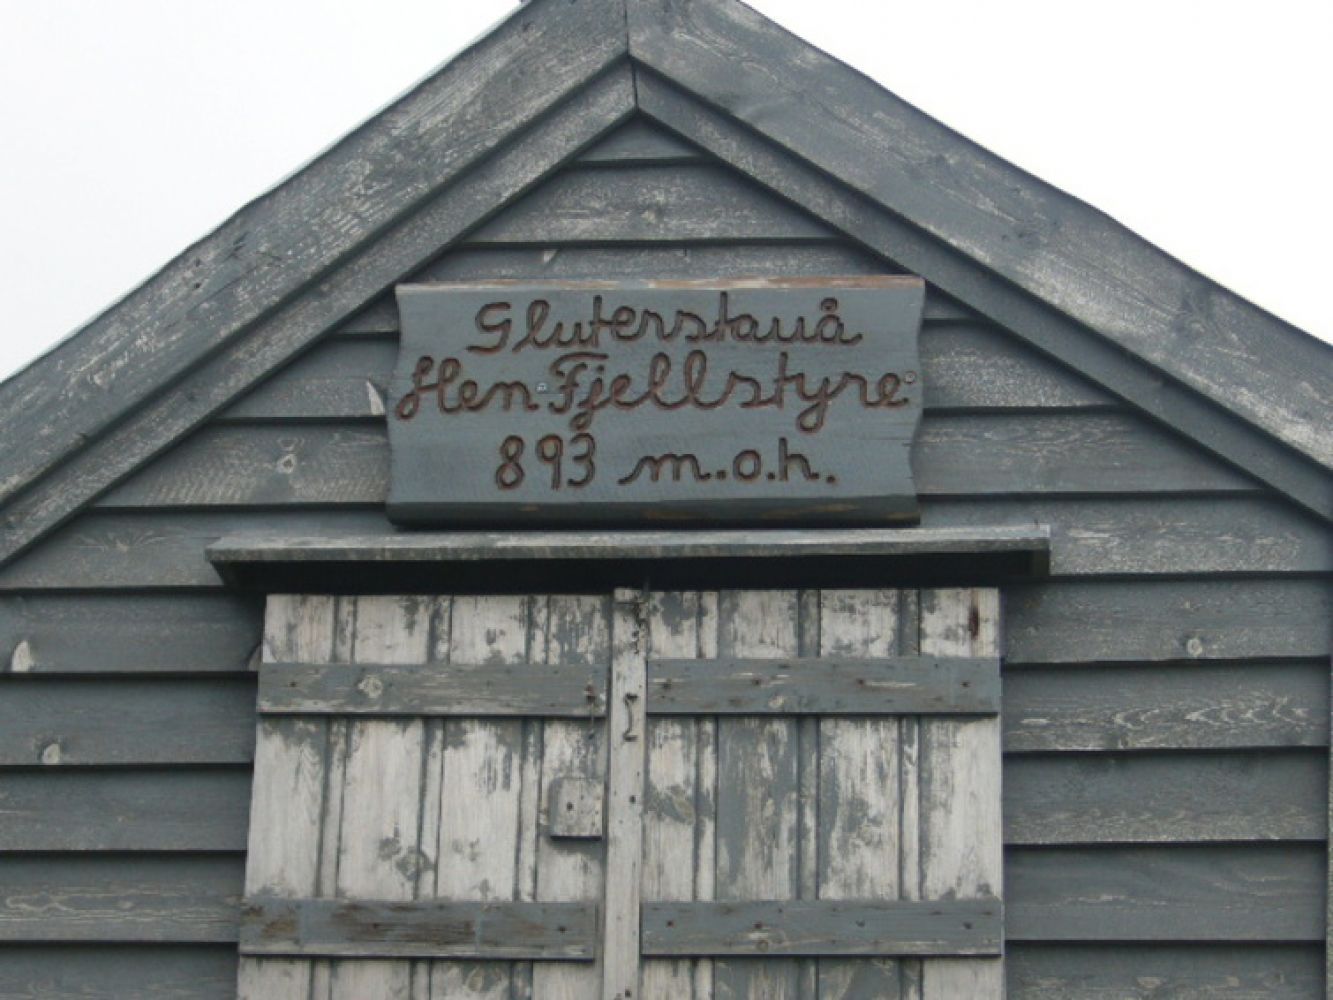 Gluterstauå
Hen Fjellstyre
893 m.o.h.